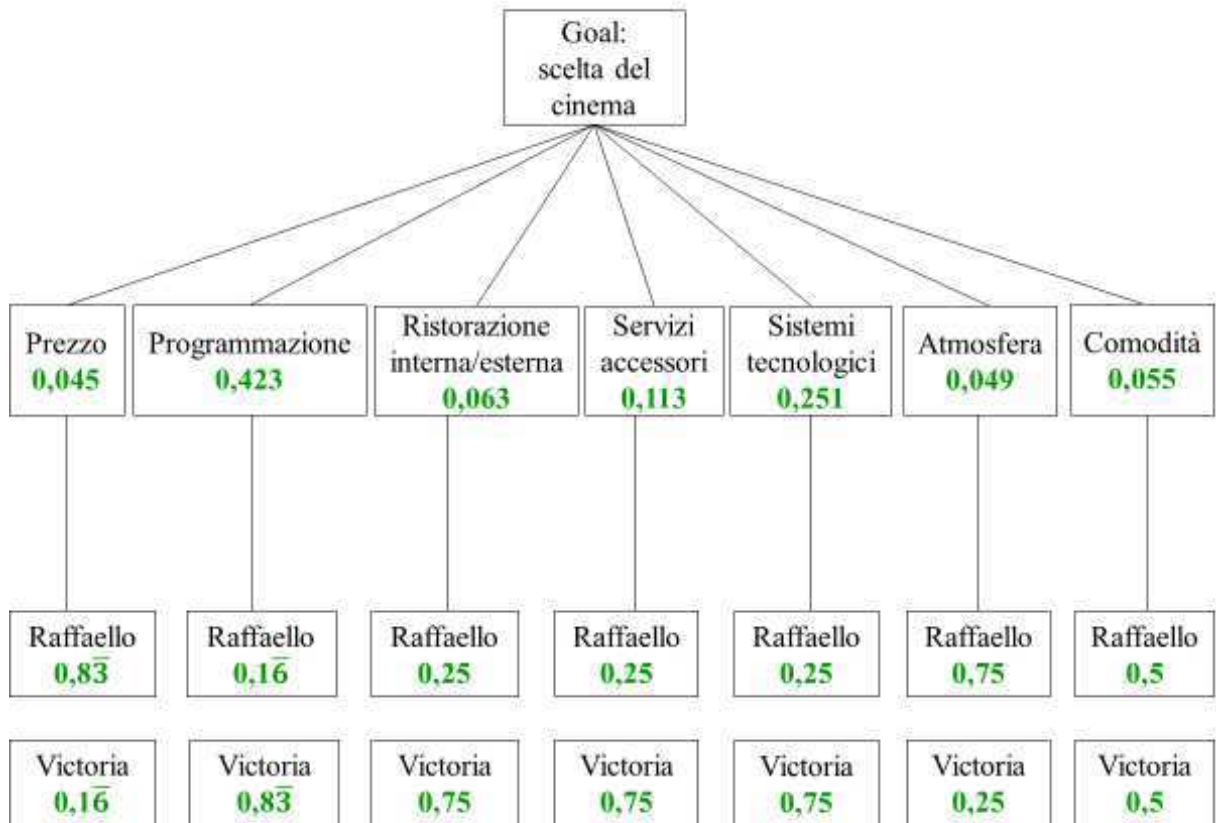 Goal:
scelta del
cinema
Prezzo
0,045
Programmazione
0,423
Ristorazione
interna/esterna
0,063
Servizi
accessori
0,113
Sistemi
tecnologici
0,251
Atmosfera
0,049
Comodità
0,055
Raffaello
0,83̅
Raffaello
0,16̅
Raffaello
0,25
Raffaello
0,25
Raffaello
0,25
Raffaello
0,75
Raffaello
0,5
Victoria
0,16̅
Victoria
0,83̅
Victoria
0,75
Victoria
0,75
Victoria
0,75
Victoria
0,25
Victoria
0,5